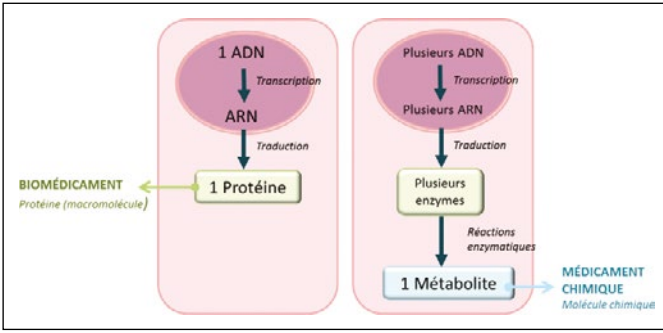 1 ADN
Transcription
ARN
Traduction
1 Protéine
BIOMÉDICAMENT
Protéine (macromolécule)
Plusieurs ADN
Transcription
Plusieurs ARN
Traduction
Plusieurs
enzymes
Réactions
enzymatiques
1 Métabolite
MÉDICAMENT
CHIMIQUE
Molécule chimique